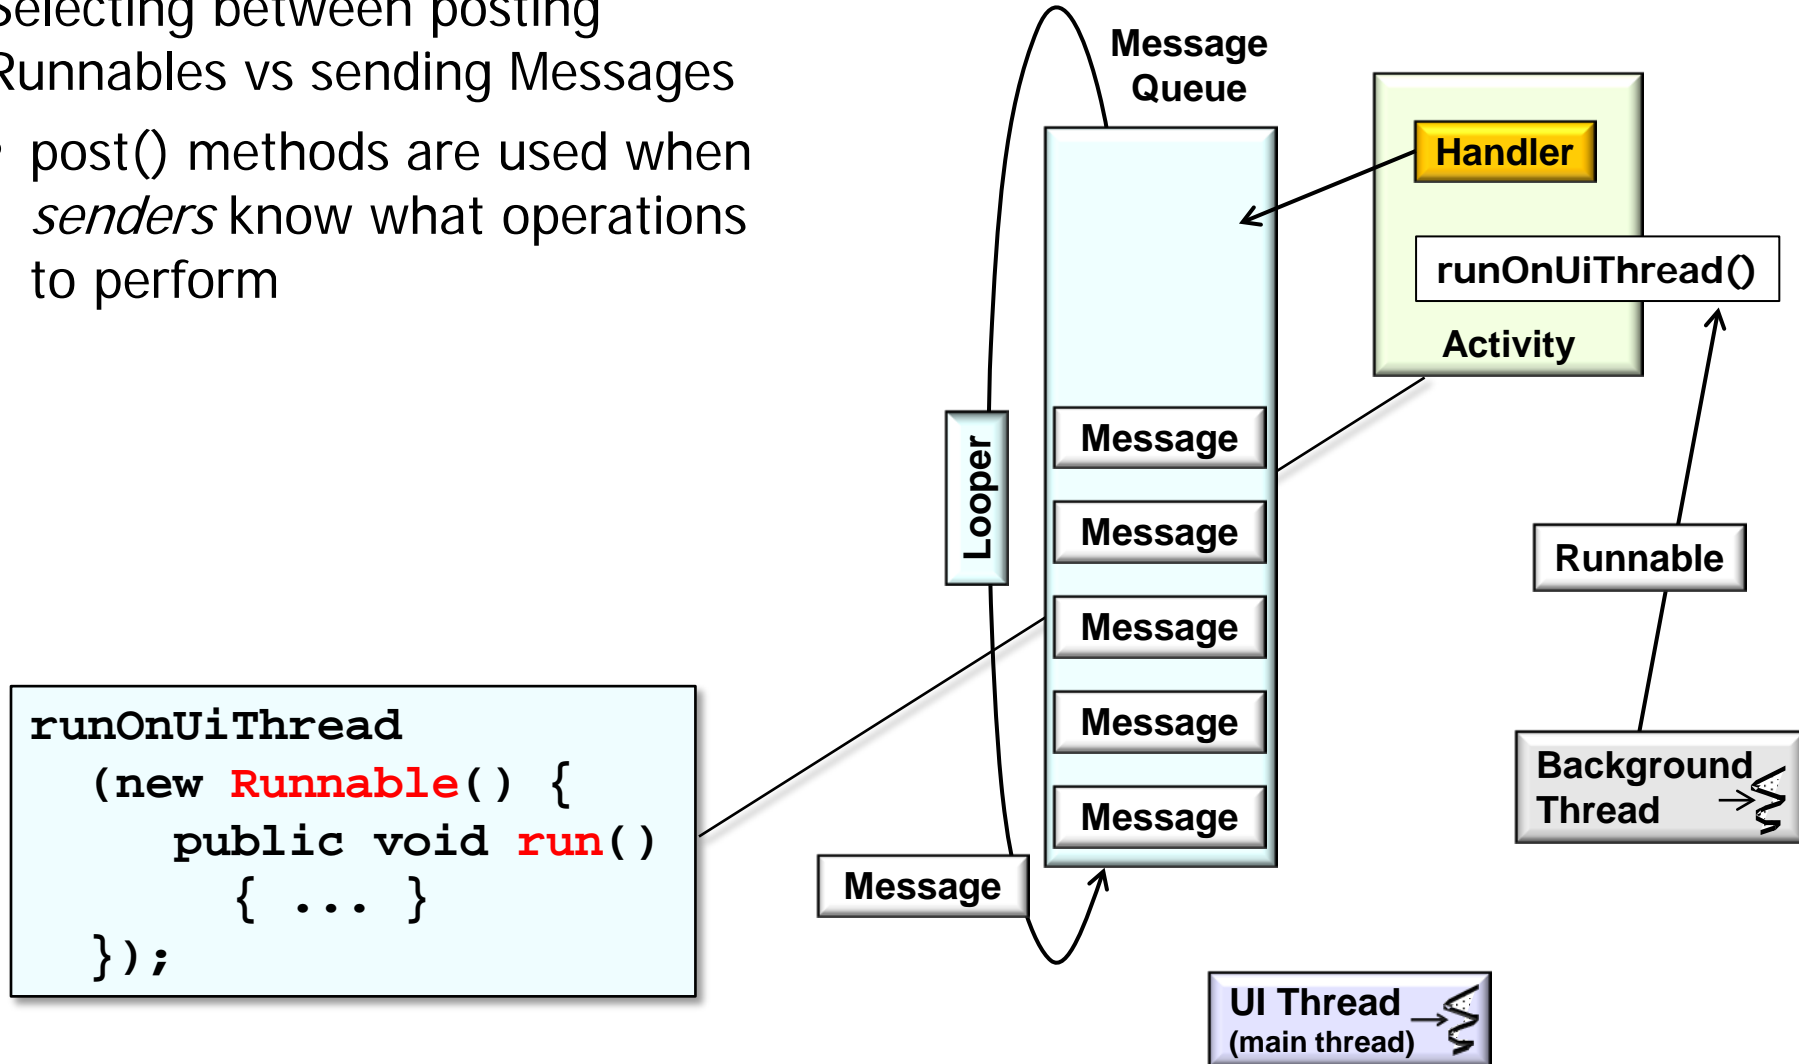 Selecting between posting
Runnables vs sending Messages
• post() methods are used when
senders know what operations
to perform
Message
Queue
Handler
runOnUiThread()
Activity
Looper
Message
Message
Message
Message
Message
Message
Runnable
Background
Thread
runOnUiThread
(new Runnable() {
public void run()
{ ... }
});
UI Thread
(main thread)